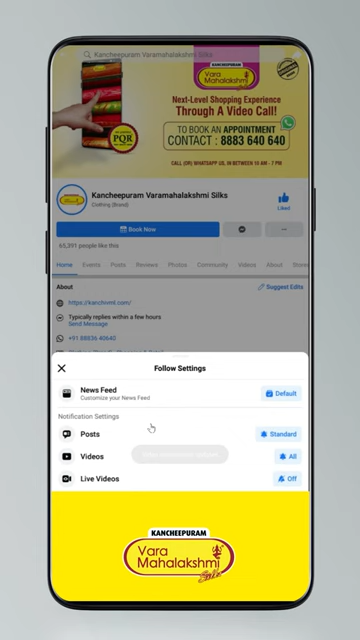 Kancheepuram Varamahalakshmi Silks
KANCHEEPURAM
Vara
Mahalakshmi
Silks
Next-Level Shopping Experience
Through A Video Call!
TO BOOK AN APPOINTMENT
CONTACT : 8883 640 640
CALL (OR) WHATSAPP US, IN BETWEEN 10 AM - 7 PM
PQR
Kancheepuram Varamahalakshmi Silks
Clothing (Brand)
Liked
Book Now
65,391 people like this
Home Events Posts Reviews Photos Community Videos About Stores
About
Suggest Edits
https://kanchivml.com/
Typically replies within a few hours
Send Message
+91 88836 40640
Follow Settings
News Feed
Customize your News Feed
Default
Notification Settings
Posts
Standard
Videos
All
Live Videos
Off
KANCHEEPURAM
Vara
Mahalakshmi
Silks